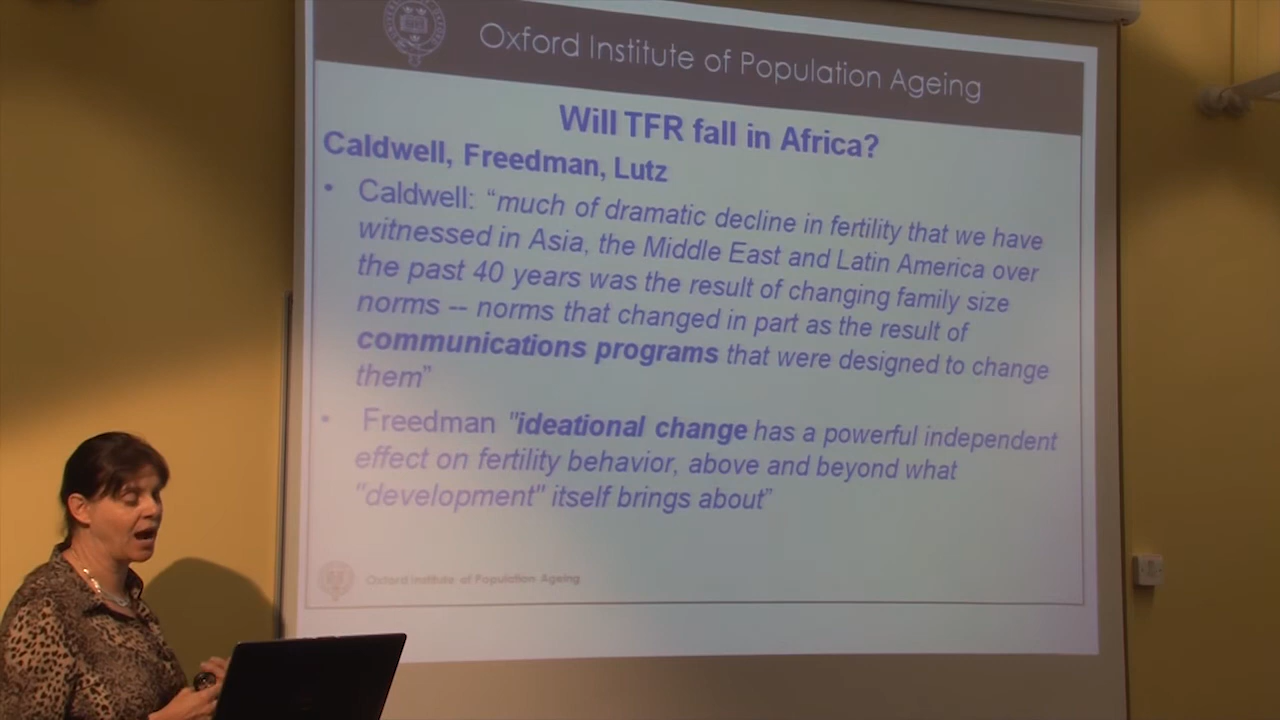 Oxford Institute of Population Ageing
Will TFR fall in Africa?
Caldwell, Freedman, Lutz
• Caldwell: “much of dramatic decline in fertility that we have
witnessed in Asia, the Middle East and Latin America over
the past 40 years was the result of changing family size
norms -- norms that changed in part as the result of
communications programs that were designed to change
them”
• Freedman "ideational change has a powerful independent
effect on fertility behavior, above and beyond what
"development" itself brings about”
Oxford Institute of Population Ageing